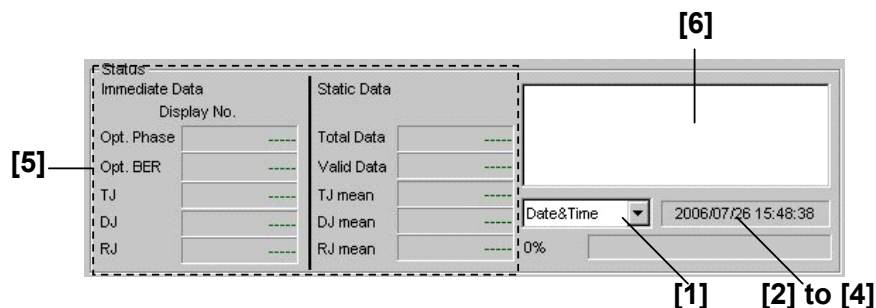 [6]
Status
Immediate Data
Static Data
Display No.
Opt. Phase -----
Total Data -----
[5]
Opt. BER -----
Valid Data -----
TJ -----
TJ mean -----
Date&Time
2006/07/26 15:48:38
DJ -----
DJ mean -----
RJ -----
RJ mean -----
0%
[1]
[2] to [4]